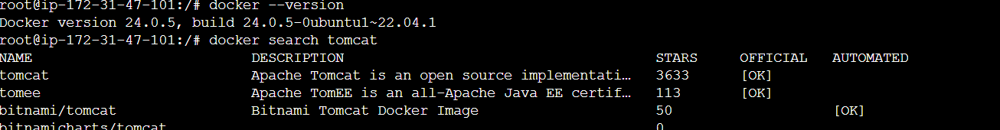 root@ip-172-31-47-101:/# docker --version
Docker version 24.0.5, build 24.0.5-0ubuntu1~22.04.1
root@ip-172-31-47-101:/# docker search tomcat
NAME DESCRIPTION STARS OFFICIAL AUTOMATED
tomcat Apache Tomcat is an open source implementati… 3633 [OK]
tomee Apache TomEE is an all-Apache Java EE certif… 113 [OK]
bitnami/tomcat Bitnami Tomcat Docker Image 50 [OK]
bitnamicharts/tomcat 0